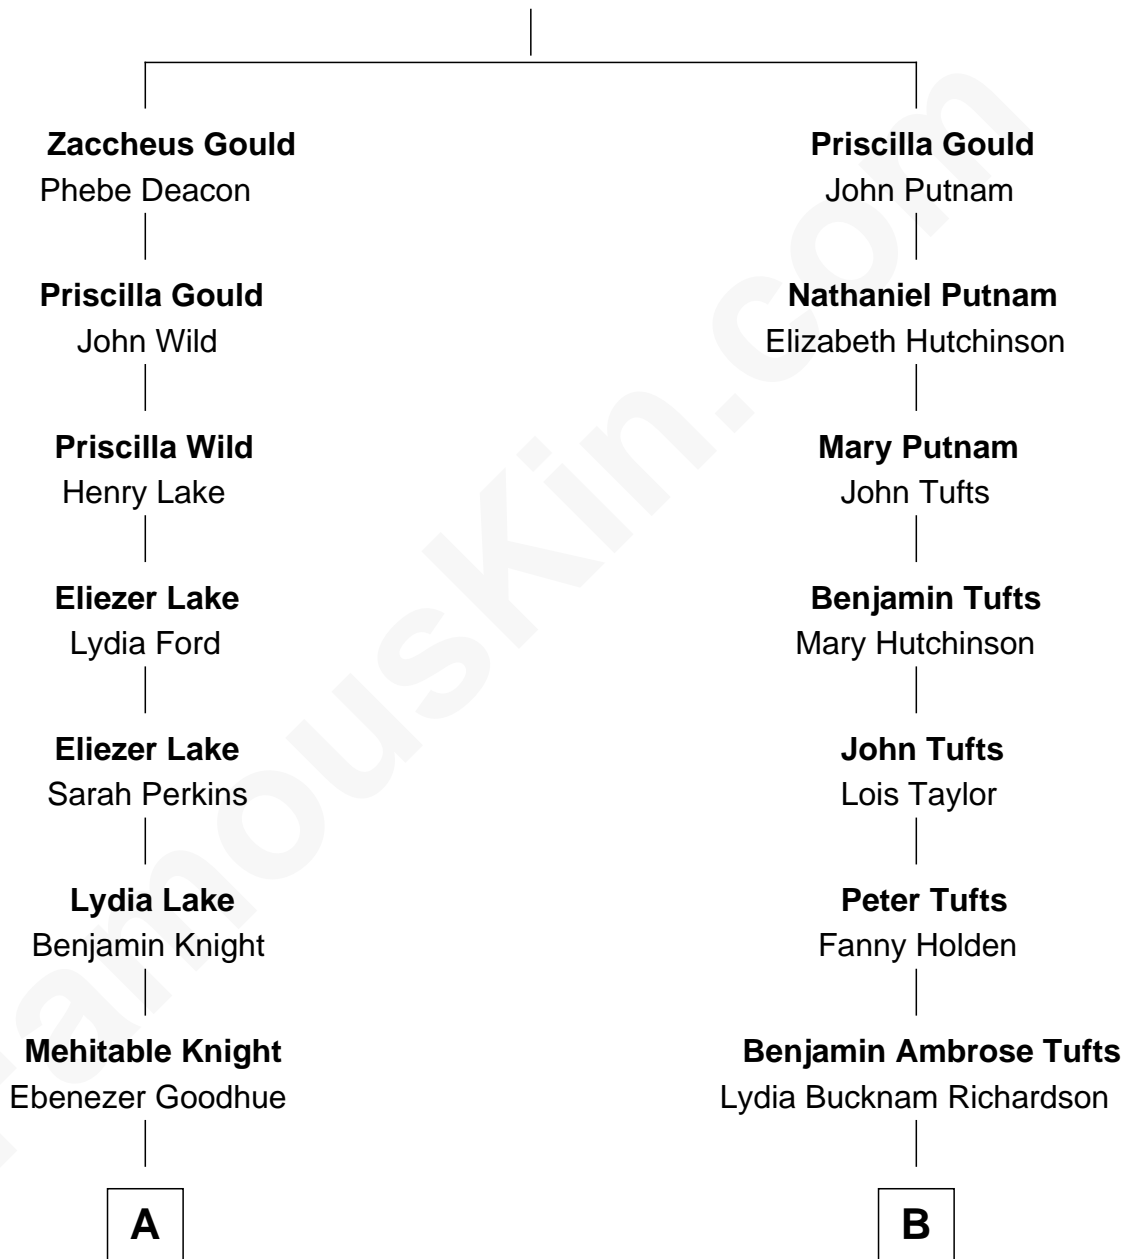 Zaccheus Gould
Phebe Deacon
Priscilla Gould
John Wild
Priscilla Wild
Henry Lake
Eliezer Lake
Lydia Ford
Eliezer Lake
Sarah Perkins
Lydia Lake
Benjamin Knight
Mehitable Knight
Ebenezer Goodhue
A
Priscilla Gould
John Putnam
Nathaniel Putnam
Elizabeth Hutchinson
Mary Putnam
John Tufts
Benjamin Tufts
Mary Hutchinson
John Tufts
Lois Taylor
Peter Tufts
Fanny Holden
Benjamin Ambrose Tufts
Lydia Bucknam Richardson
B
FamousKin.com